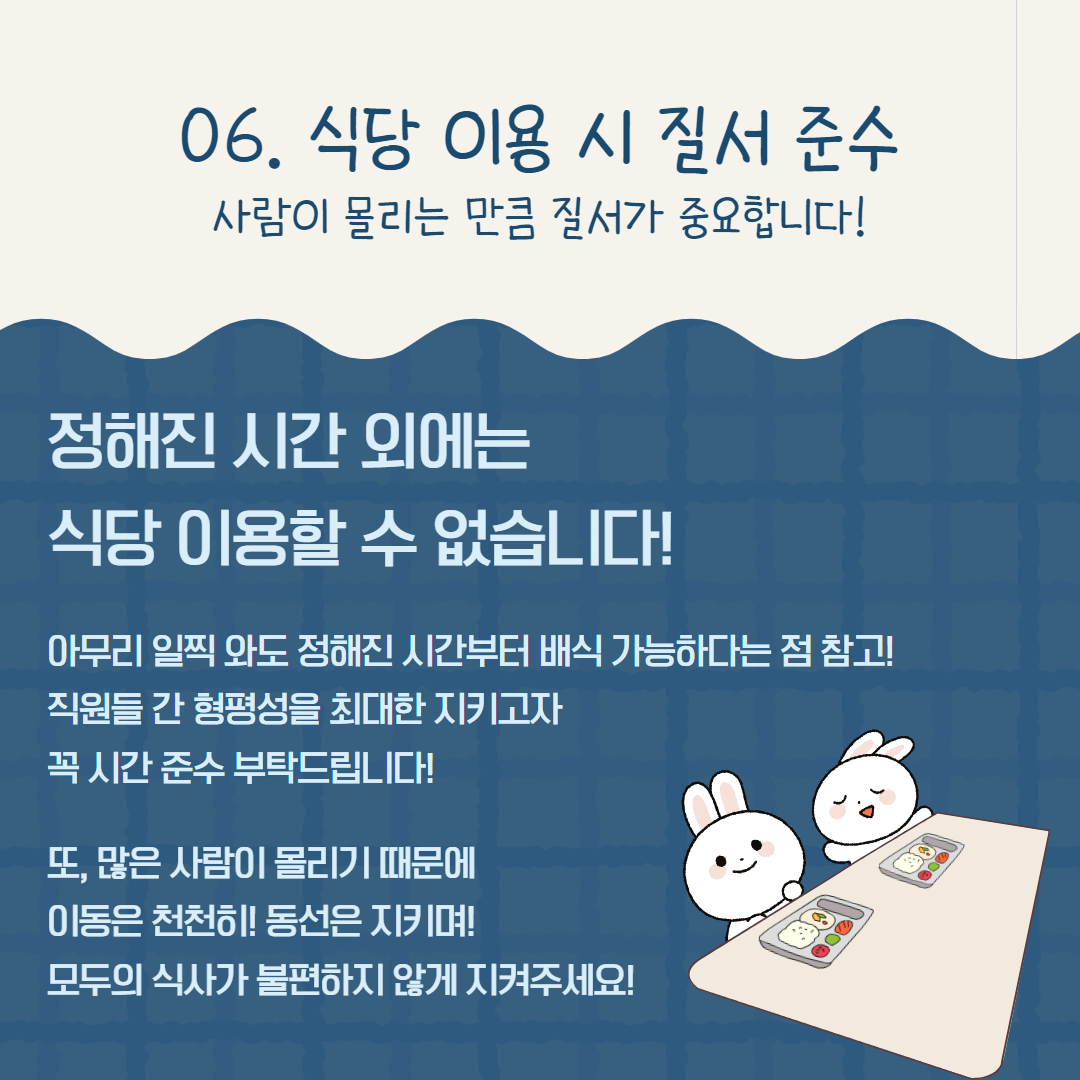 06. 식당 이용 시 질서 준수
사람이 몰리는 만큼 질서가 중요합니다!
정해진 시간 외에는
식당 이용할 수 없습니다!
아무리 일찍 와도 정해진 시간부터 배식 가능하다는 점 참고!
직원들 간 형평성을 최대한 지키고자
꼭 시간 준수 부탁드립니다!
또, 많은 사람이 몰리기 때문에
이동은 천천히! 동선은 지키며!
모두의 식사가 불편하지 않게 지켜주세요!